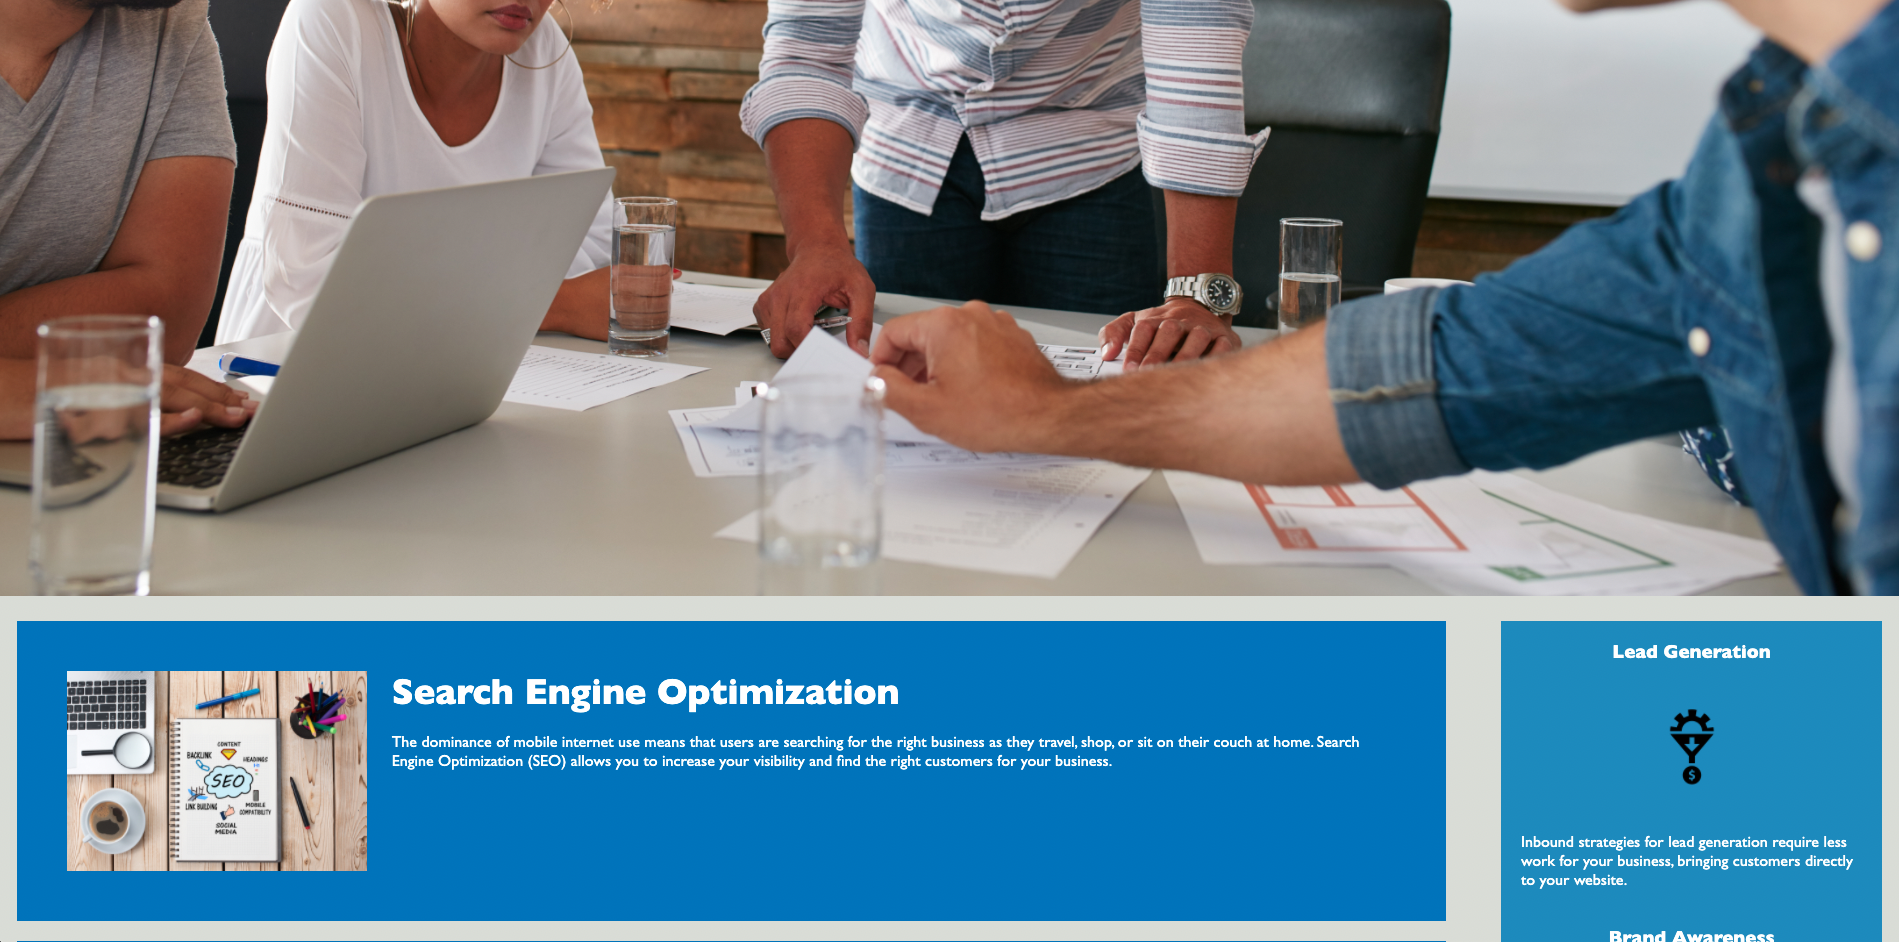 Search Engine Optimization
The dominance of mobile internet use means that users are searching for the right business as they travel, shop, or sit on their couch at home. Search
Engine Optimization (SEO) allows you to increase your visibility and find the right customers for your business.
CONTENT
BACKLINK
HEADINGS
SEO
LINK BUILDING
MOBILE
COMPATIBILITY
SOCIAL
MEDIA
Lead Generation
$
Inbound strategies for lead generation require less
work for your business, bringing customers directly
to your website.
Brand Awareness